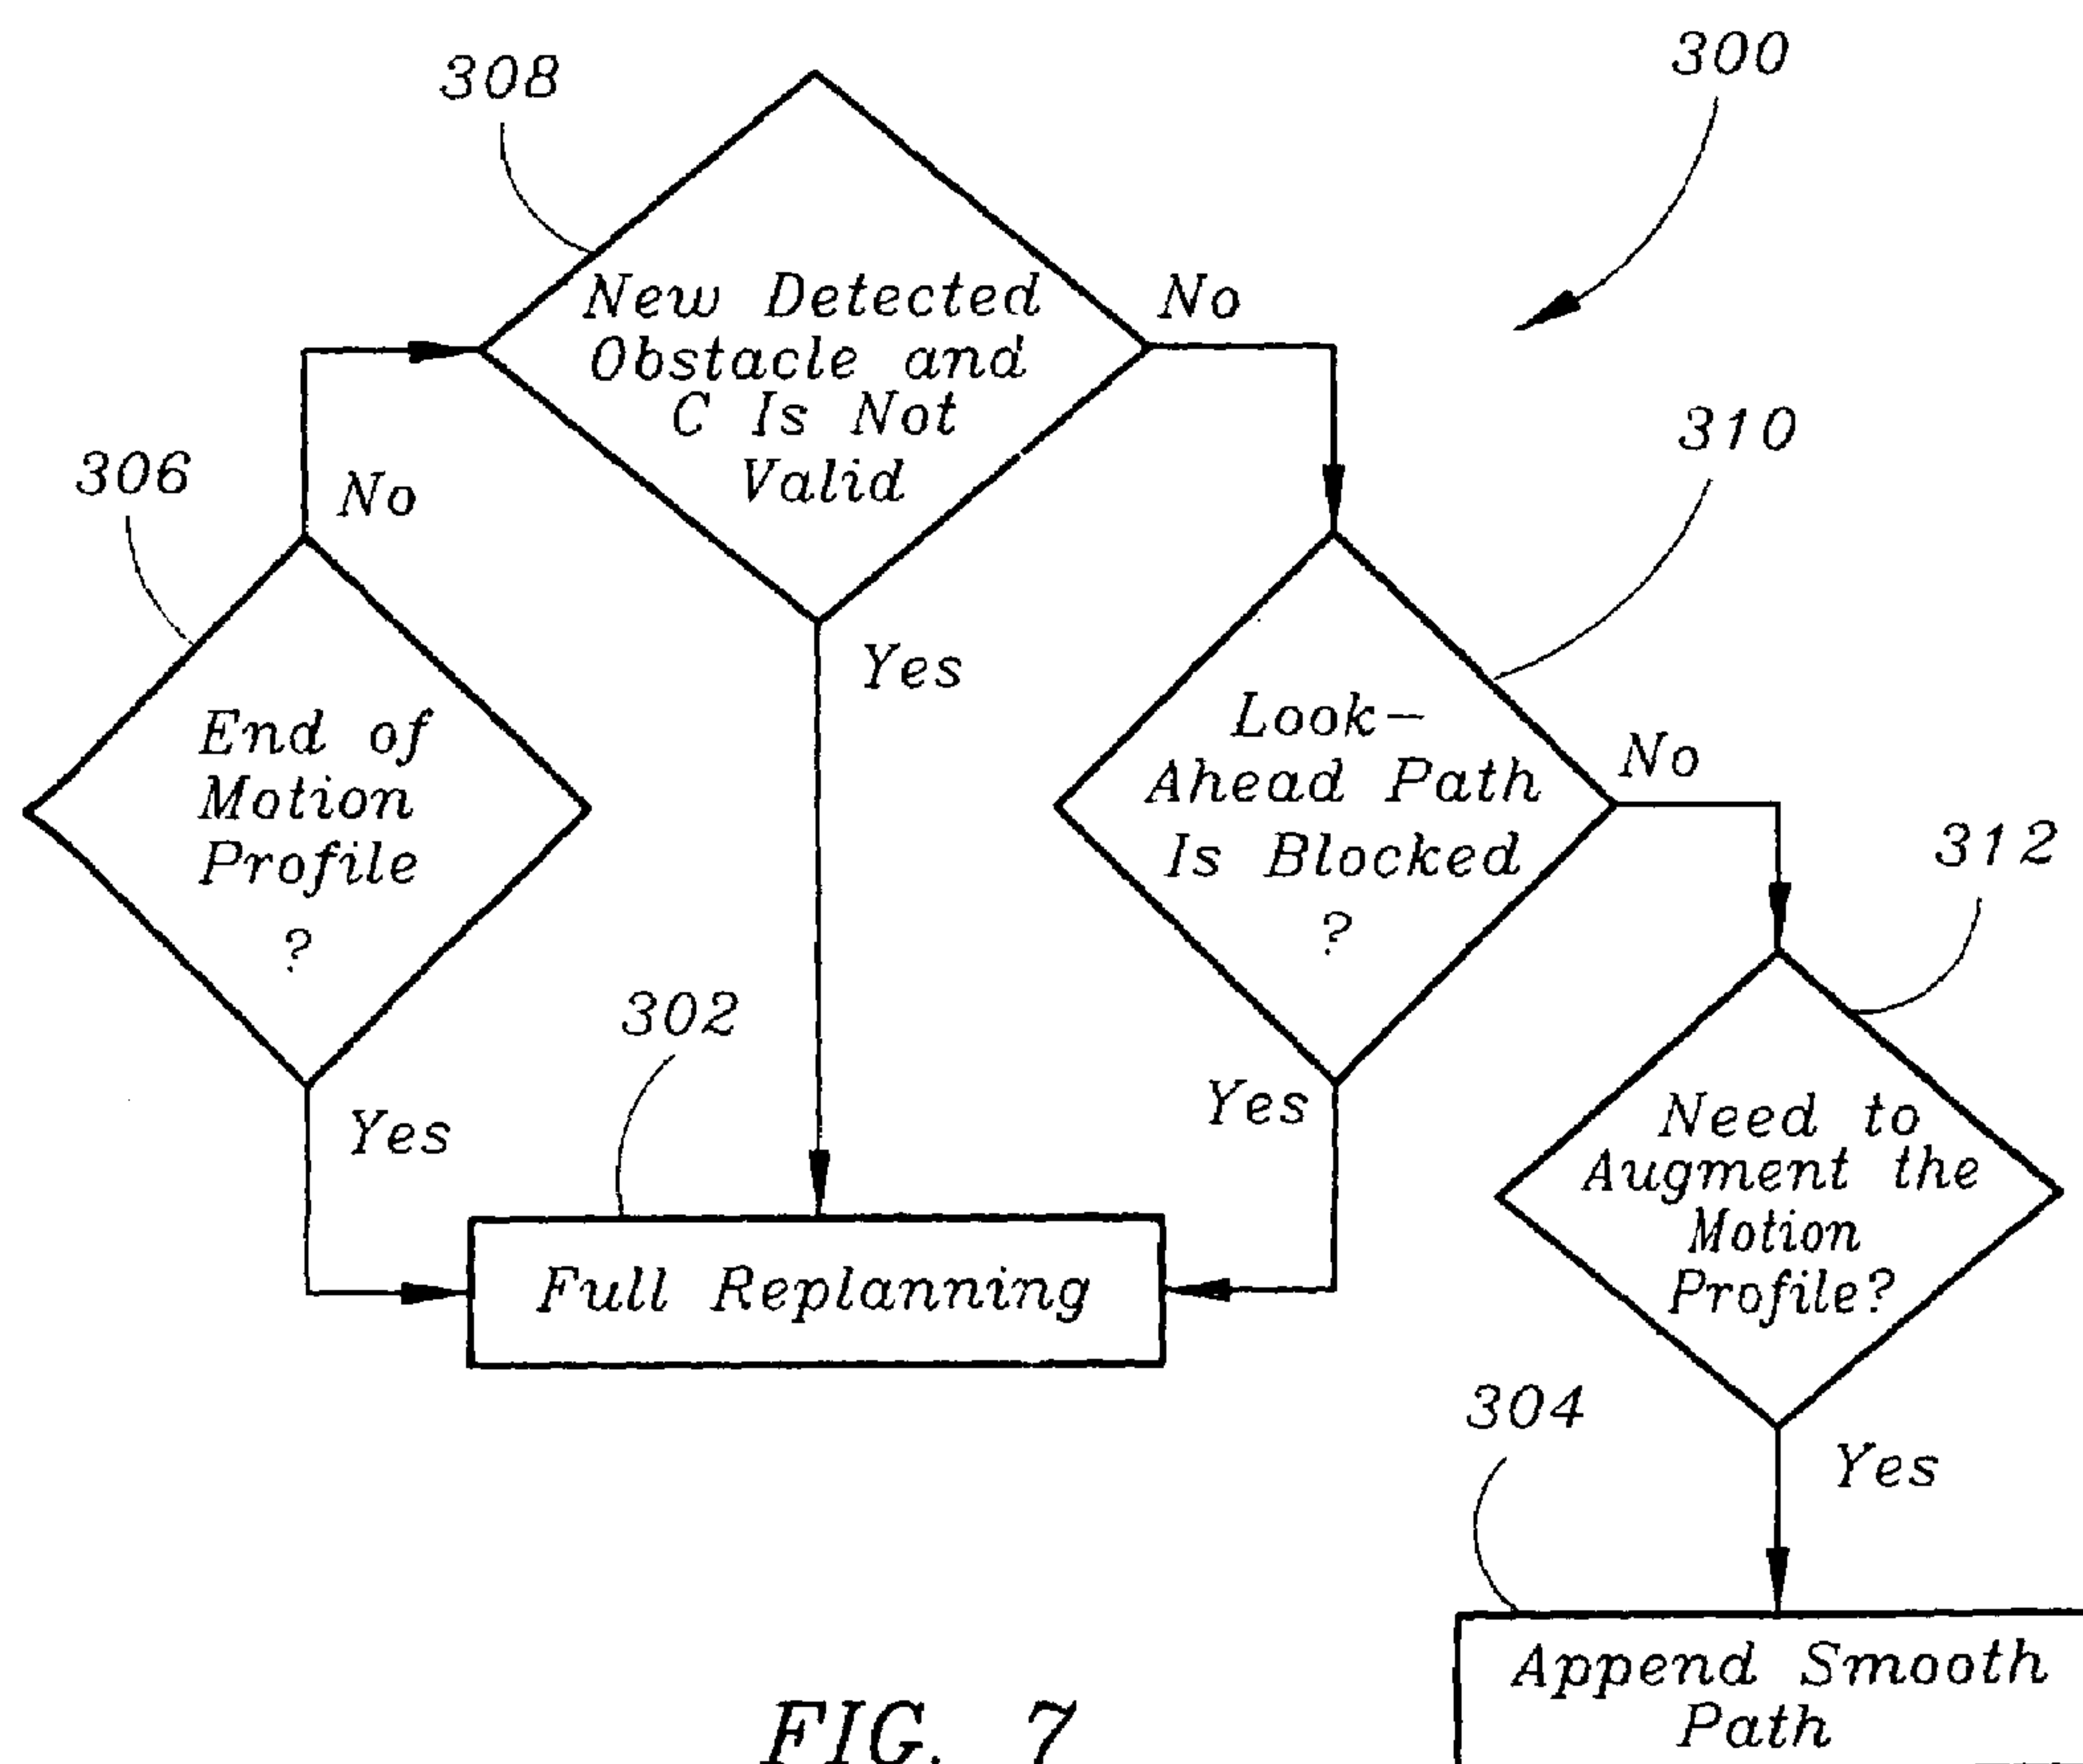 308
300
New Detected
Obstacle and
C Is Not
Valid
No
306
No
310
End of
Motion
Profile
?
Yes
Look-
Ahead Path
Is Blocked
?
No
312
302
Yes
Yes
Full Replanning
Need to
Augment the
Motion
Profile?
304
Yes
Append Smooth
Path
FIG. 7